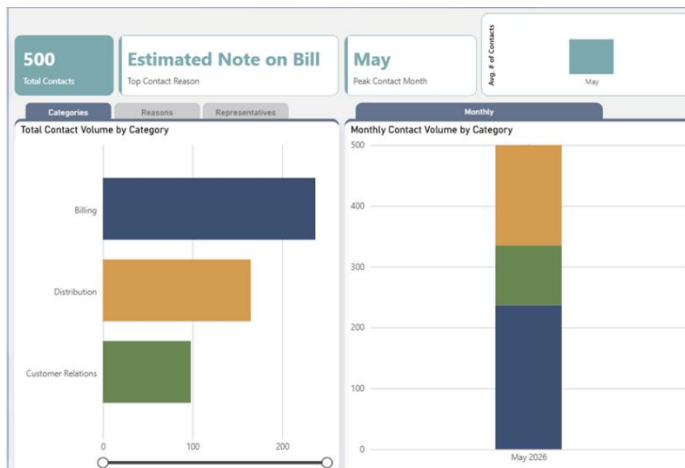 500
Total Contacts
Estimated Note on Bill
Top Contact Reason
May
Peak Contact Month
Avg. # of Contacts
May
Categories
Reasons
Representatives
Monthly
Total Contact Volume by Category
Billing
Distribution
Customer Relations
0
100
200
Monthly Contact Volume by Category
500
400
300
200
100
0
May 2026